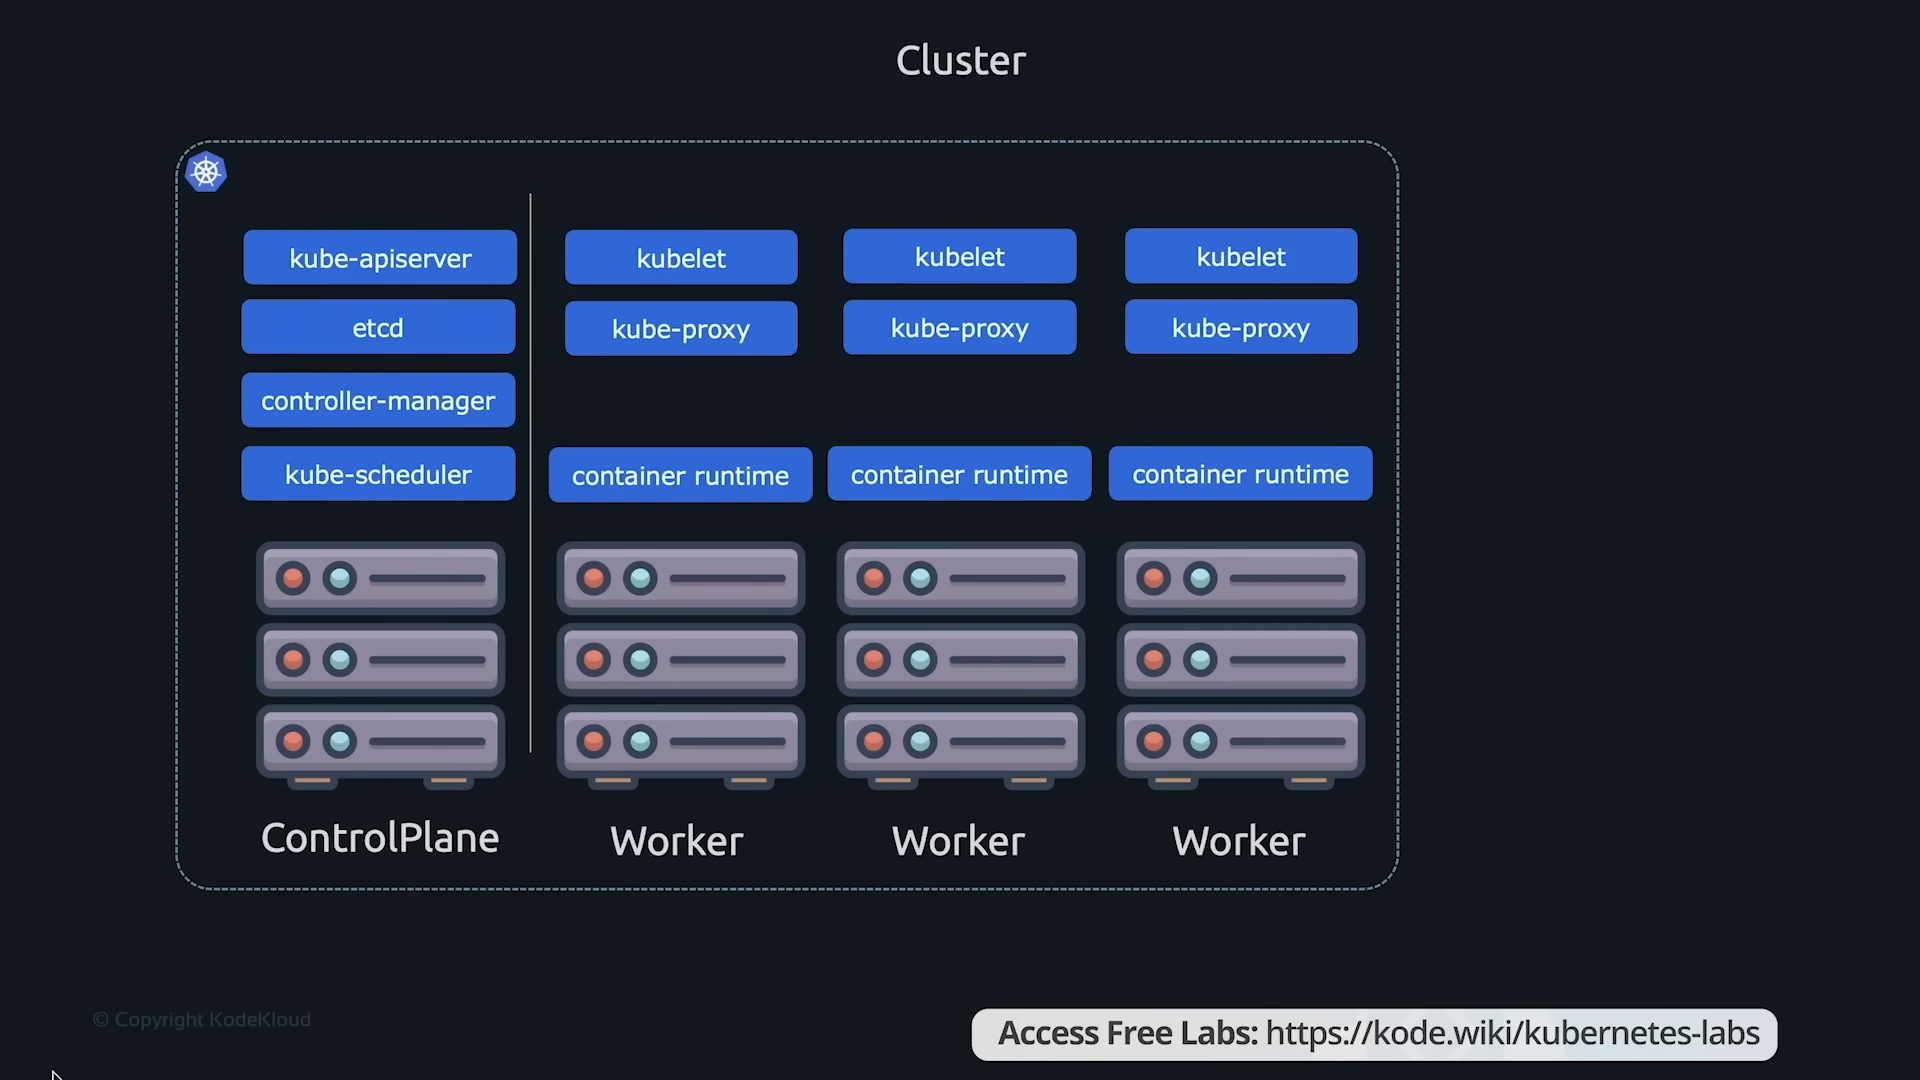 Cluster
kube-apiserver
etcd
controller-manager
kube-scheduler
kubelet
kube-proxy
container runtime
kubelet
kube-proxy
container runtime
kubelet
kube-proxy
container runtime
ControlPlane
Worker
Worker
Worker
© Copyright KodeKloud
Access Free Labs: https://kode.wiki/kubernetes-labs